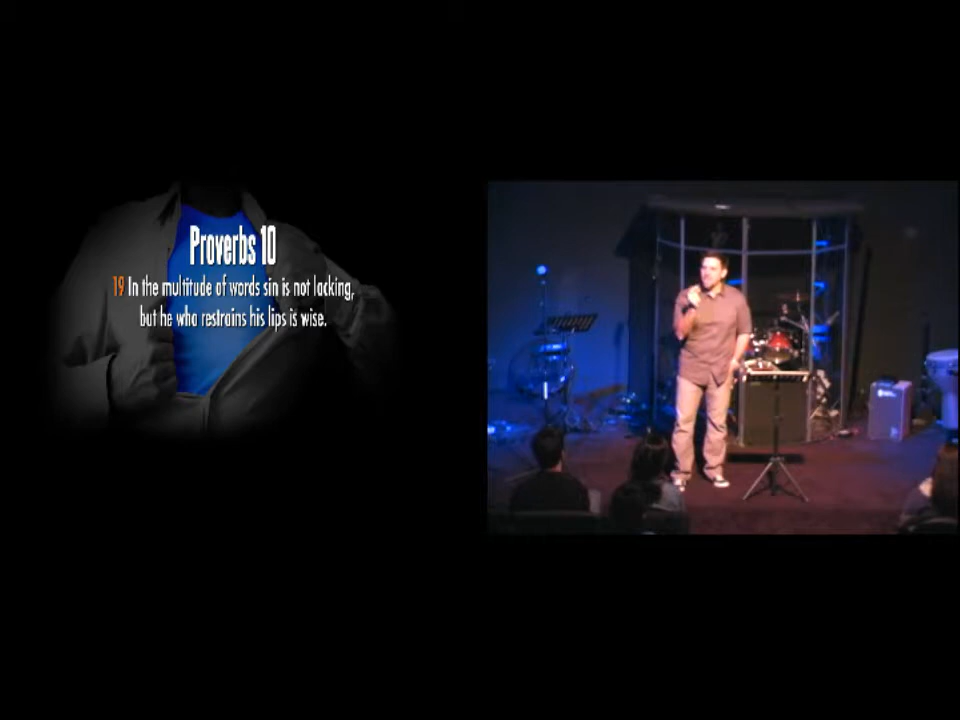 Proverbs 10
19 In the multitude of words sin is not lacking,
but he who restrains his lips is wise.